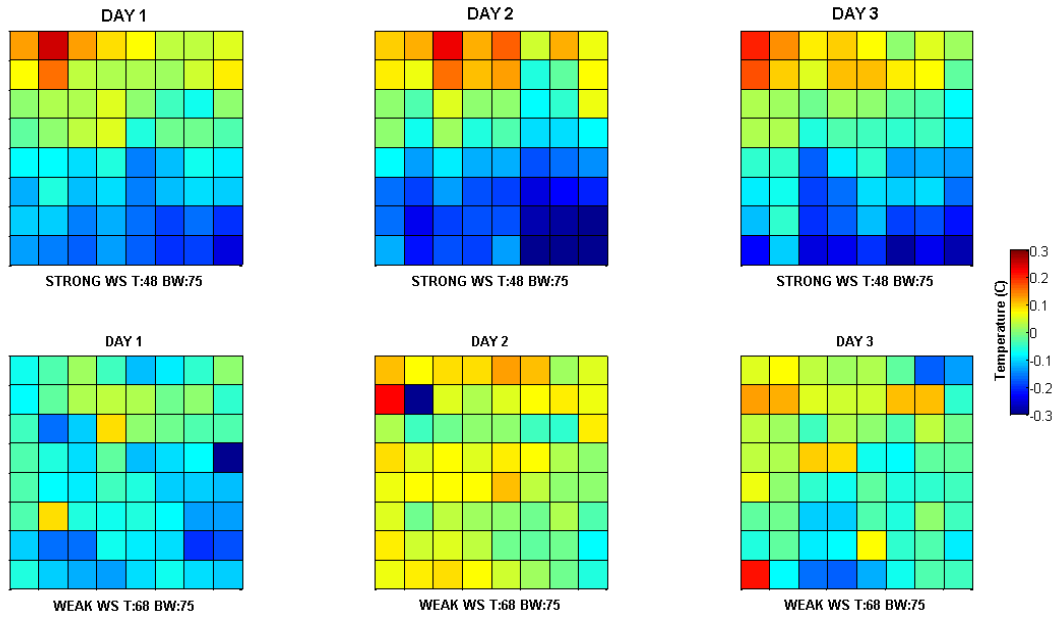 DAY 1
DAY 2
DAY 3
STRONG WS T:48 BW:75
STRONG WS T:48 BW:75
STRONG WS T:48 BW:75
0.3
0.2
0.1
0
-0.1
-0.2
-0.3
Temperature (C)
DAY 1
DAY 2
DAY 3
WEAK WS T:68 BW:75
WEAK WS T:68 BW:75
WEAK WS T:68 BW:75